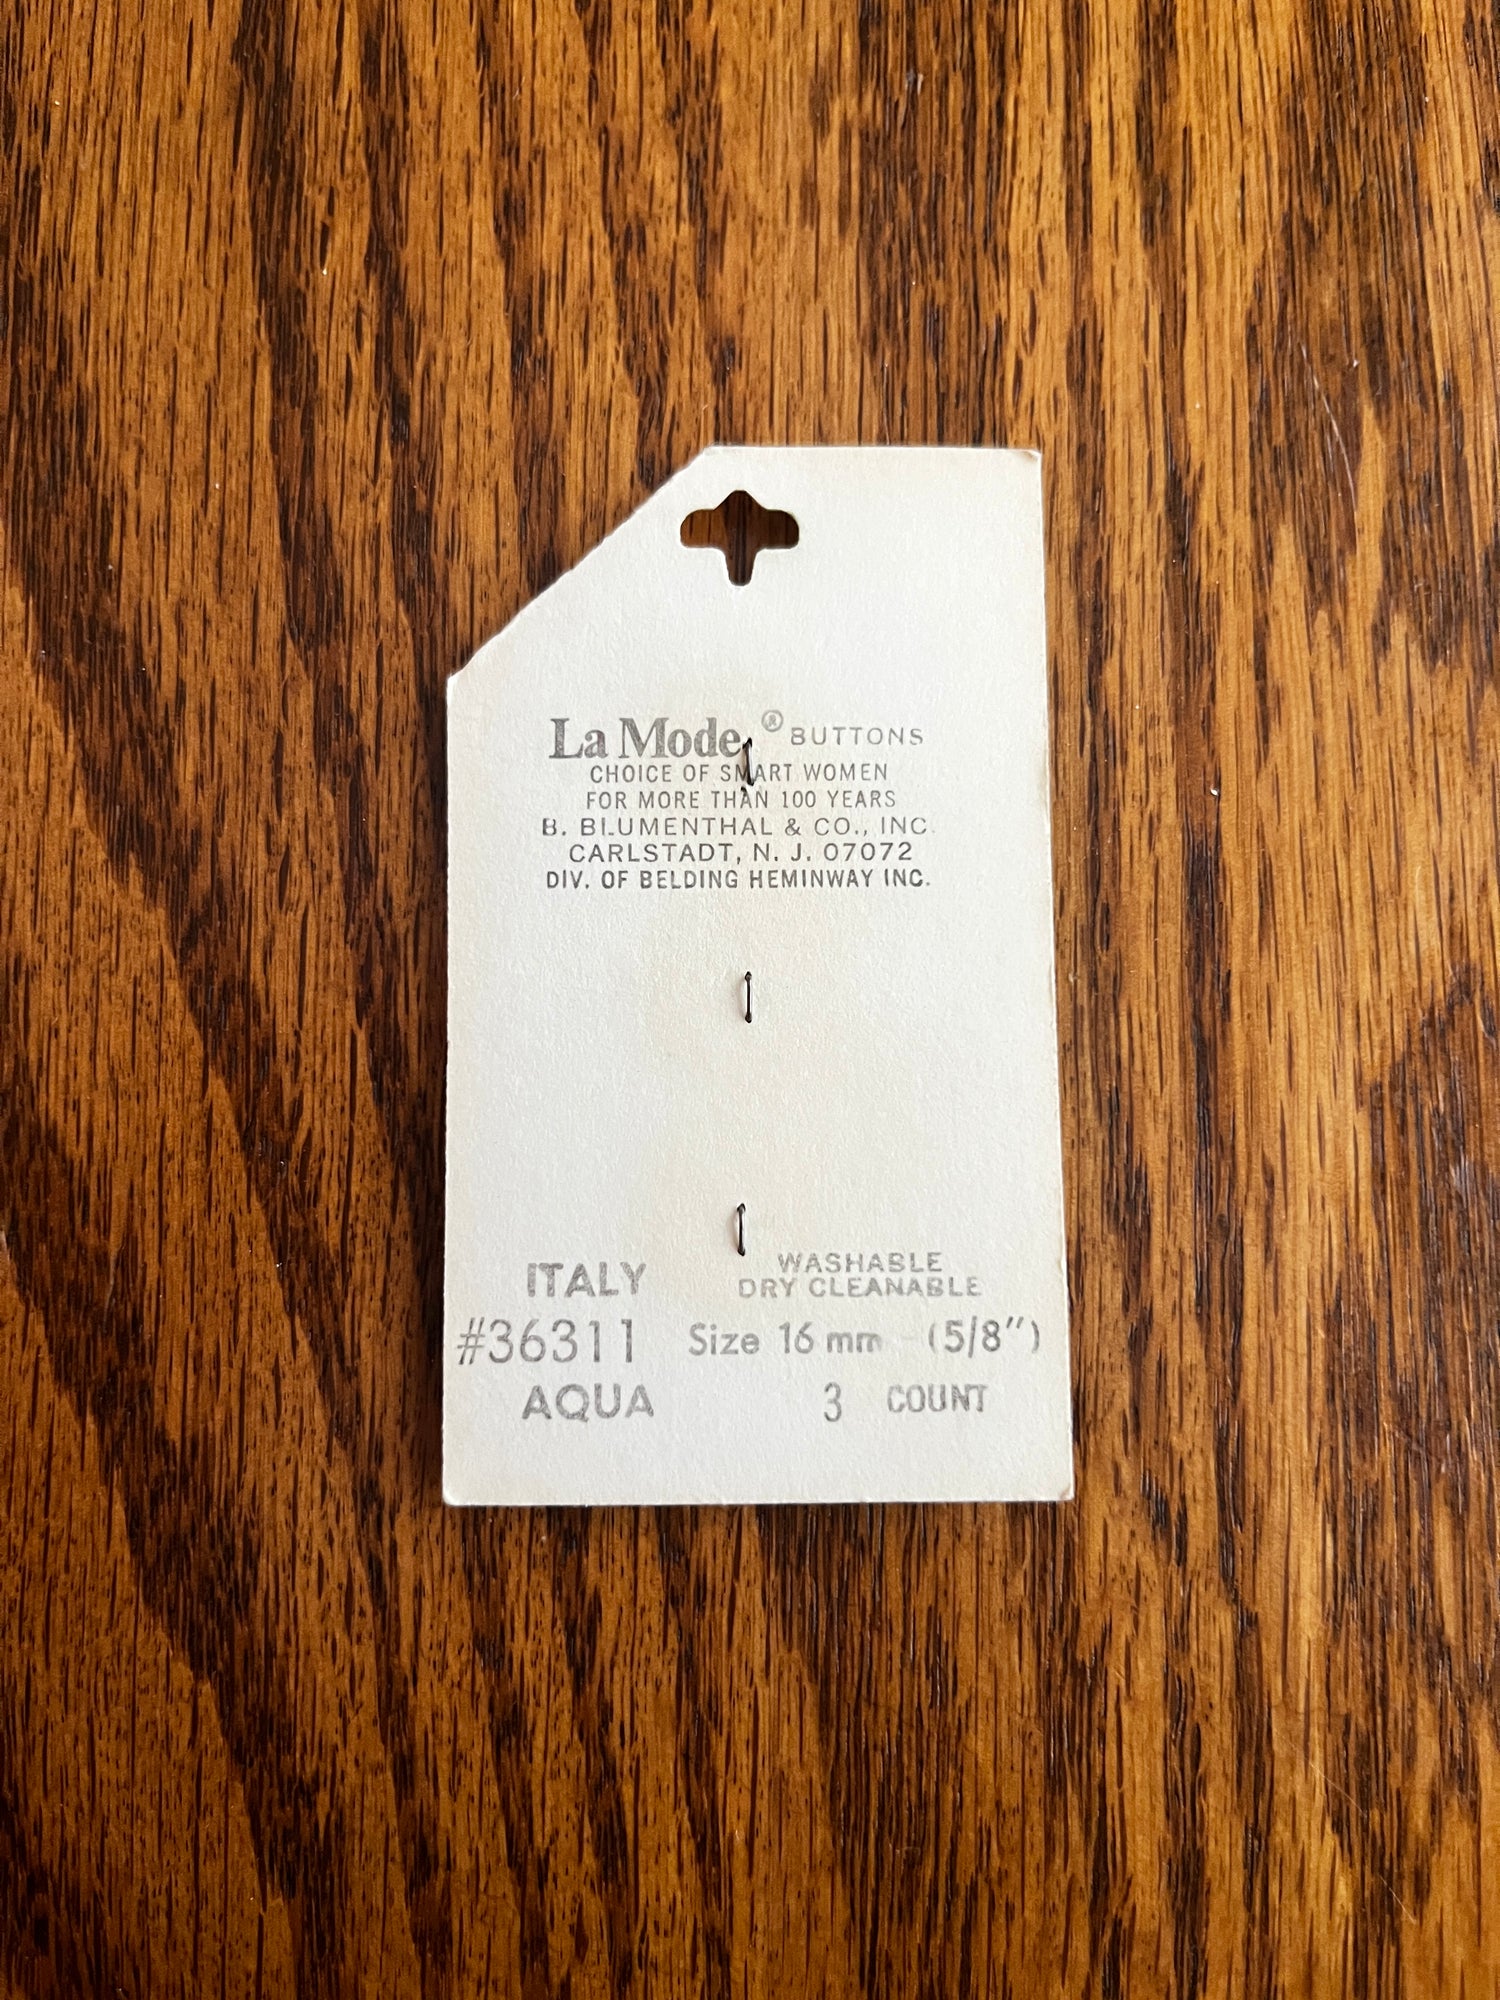 La Mode® BUTTONS
CHOICE OF SMART WOMEN
FOR MORE THAN 100 YEARS
B. BLUMENTHAL & CO., INC.
CARLSTADT, N. J. 07072
DIV. OF BELDING HEMINWAY INC.
ITALY WASHABLE
DRY CLEANABLE
#36311 Size 16 mm (5/8")
AQUA 3 COUNT